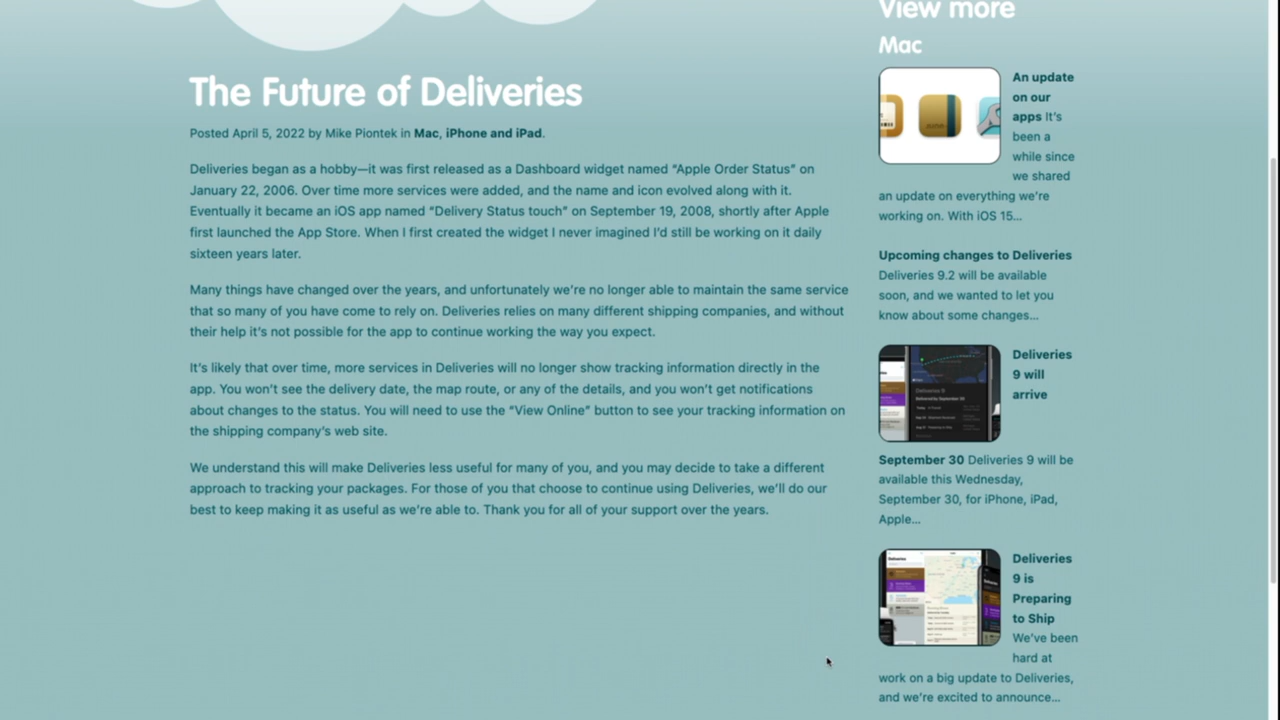 The Future of Deliveries
Posted April 5, 2022 by Mike Piontek in Mac, iPhone and iPad.
Deliveries began as a hobby—it was first released as a Dashboard widget named “Apple Order Status” on
January 22, 2006. Over time more services were added, and the name and icon evolved along with it.
Eventually it became an iOS app named “Delivery Status touch” on September 19, 2008, shortly after Apple
first launched the App Store. When I first created the widget I never imagined I’d still be working on it daily
sixteen years later.
Many things have changed over the years, and unfortunately we’re no longer able to maintain the same service
that so many of you have come to rely on. Deliveries relies on many different shipping companies, and without
their help it’s not possible for the app to continue working the way you expect.
It’s likely that over time, more services in Deliveries will no longer show tracking information directly in the
app. You won’t see the delivery date, the map route, or any of the details, and you won’t get notifications
about changes to the status. You will need to use the “View Online” button to see your tracking information on
the shipping company’s web site.
We understand this will make Deliveries less useful for many of you, and you may decide to take a different
approach to tracking your packages. For those of you that choose to continue using Deliveries, we’ll do our
best to keep making it as useful as we’re able to. Thank you for all of your support over the years.
View more
Mac
An update
on our
apps It’s
been a
while since
we shared
an update on everything we’re
working on. With iOS 15...
Upcoming changes to Deliveries
Deliveries 9.2 will be available
soon, and we wanted to let you
know about some changes...
Deliveries
9 will
arrive
September 30 Deliveries 9 will be
available this Wednesday,
September 30, for iPhone, iPad,
Apple...
Deliveries
9 is
Preparing
to Ship
We’ve been
hard at
work on a big update to Deliveries,
and we’re excited to announce...